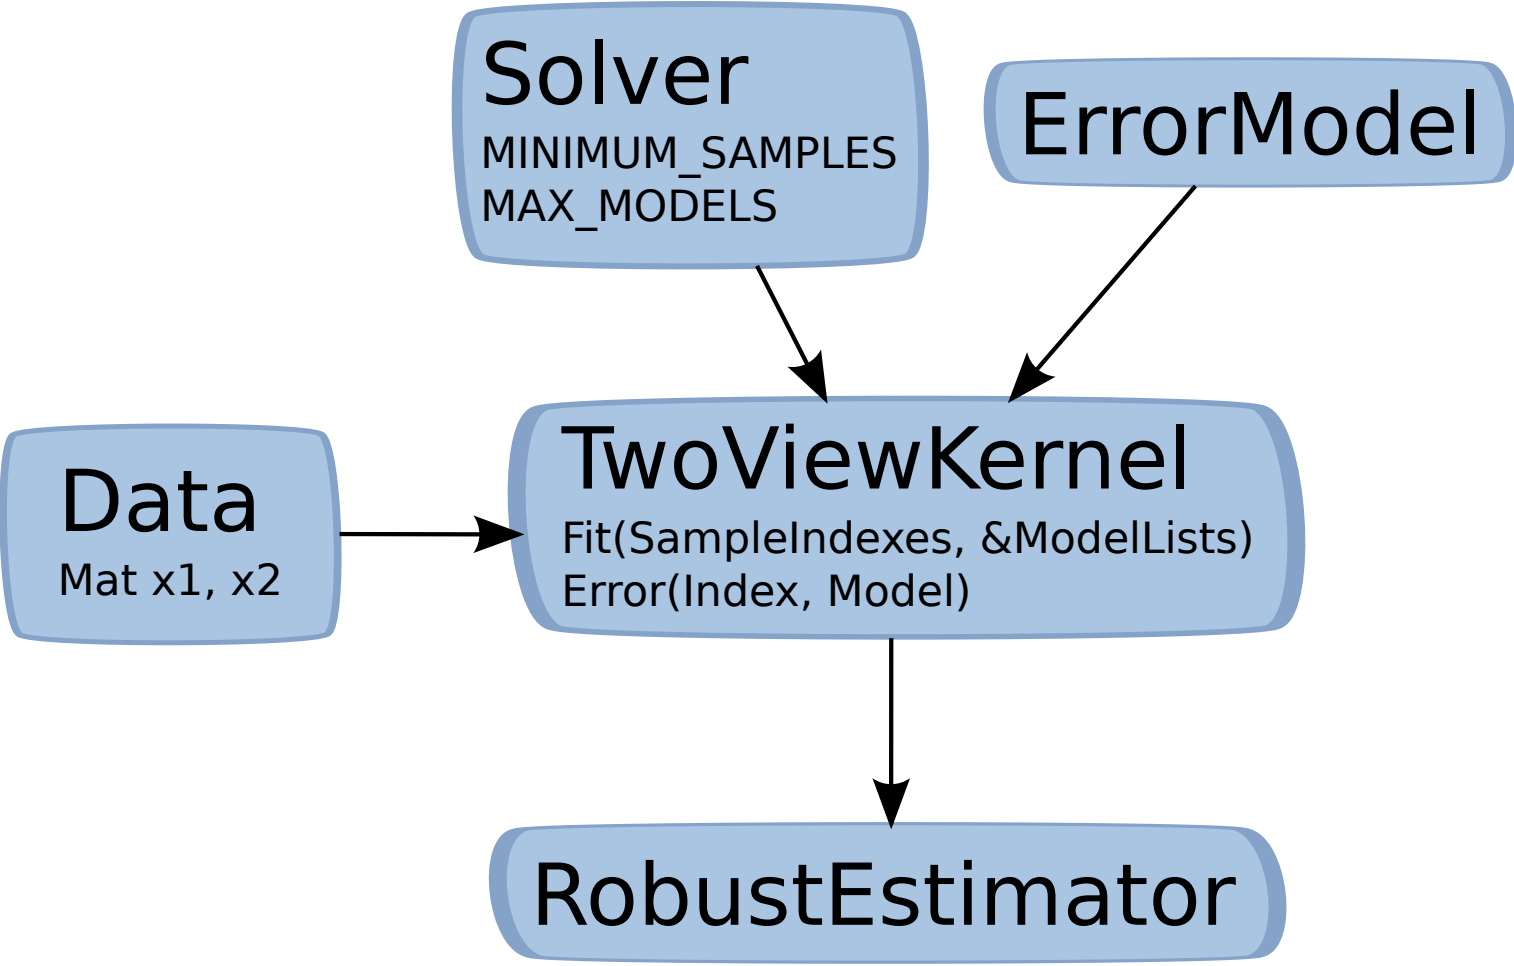 Solver
MINIMUM_SAMPLES
MAX_MODELS
ErrorModel
Data
Mat x1, x2
TwoViewKernel
Fit(SampleIndexes, &ModelLists)
Error(Index, Model)
RobustEstimator